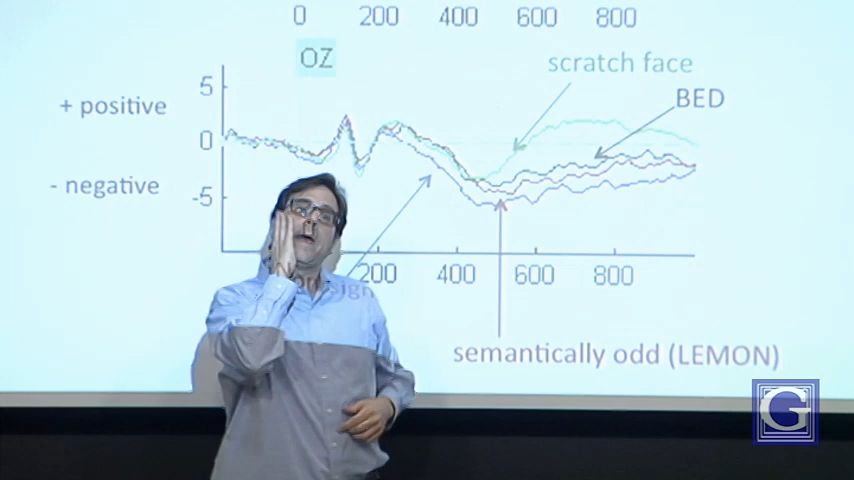 0 200 400 600 800
OZ
scratch face
5
+ positive
BED
0
- negative
-5
200 400 600 800
sign
semantically odd (LEMON)
G